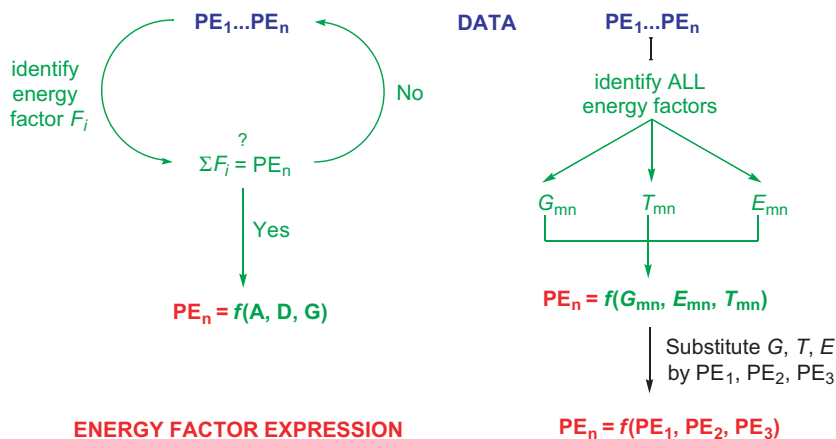 PE₁...PEₙ DATA PE₁...PEₙ
identify
energy
factor Fᵢ
No
identify ALL
energy factors
?
ΣFᵢ = PEₙ
Gₘₙ Tₘₙ Eₘₙ
Yes
PEₙ = f(A, D, G)
PEₙ = f(Gₘₙ, Eₘₙ, Tₘₙ)
Substitute G, T, E
by PE₁, PE₂, PE₃
ENERGY FACTOR EXPRESSION
PEₙ = f(PE₁, PE₂, PE₃)